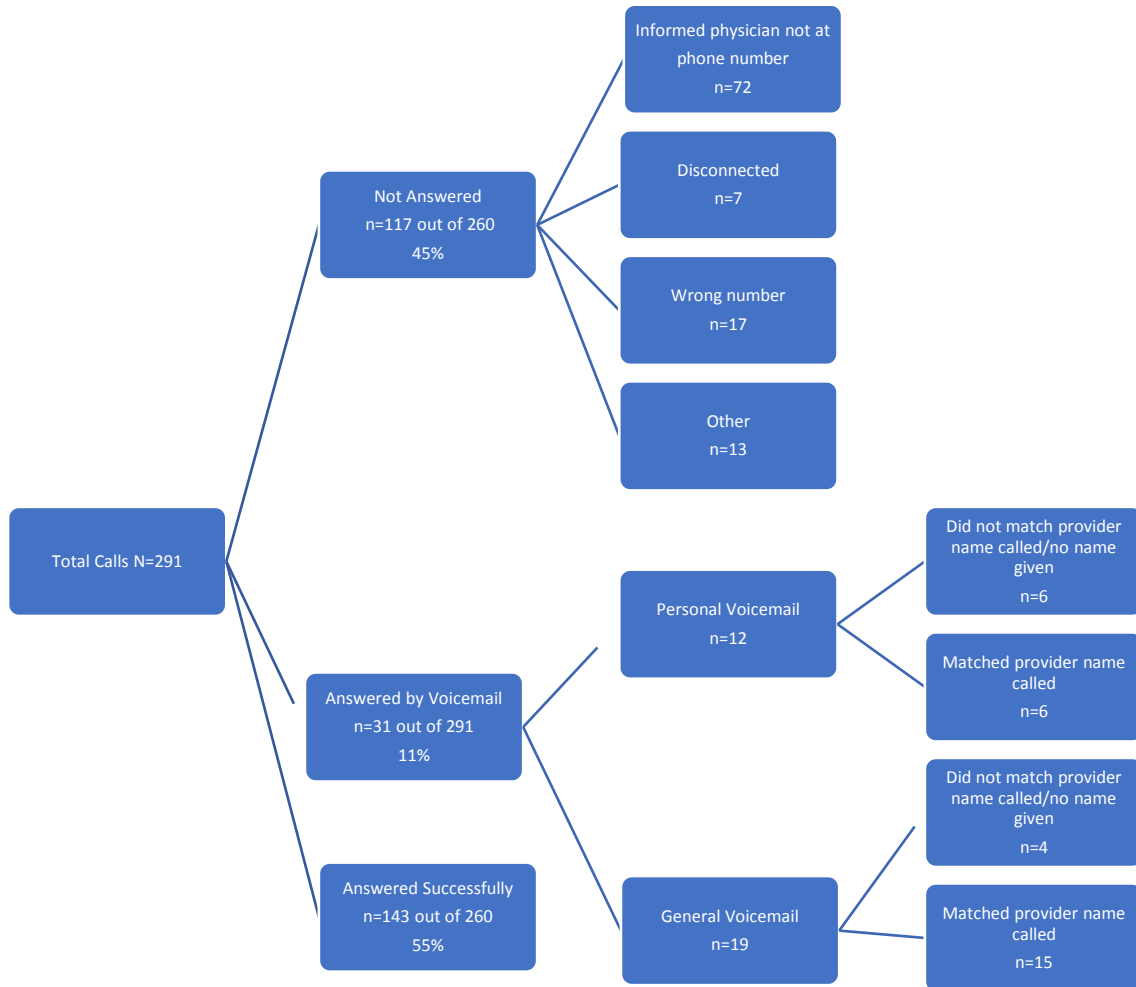 Informed physician not at
phone number
n=72
Disconnected
n=7
Not Answered
n=117 out of 260
45%
Wrong number
n=17
Other
n=13
Total Calls N=291
Did not match provider
name called/no name
given
n=6
Personal Voicemail
n=12
Matched provider name
called
n=6
Answered by Voicemail
n=31 out of 291
11%
Did not match provider
name called/no name
given
n=4
Answered Successfully
n=143 out of 260
55%
General Voicemail
n=19
Matched provider name
called
n=15